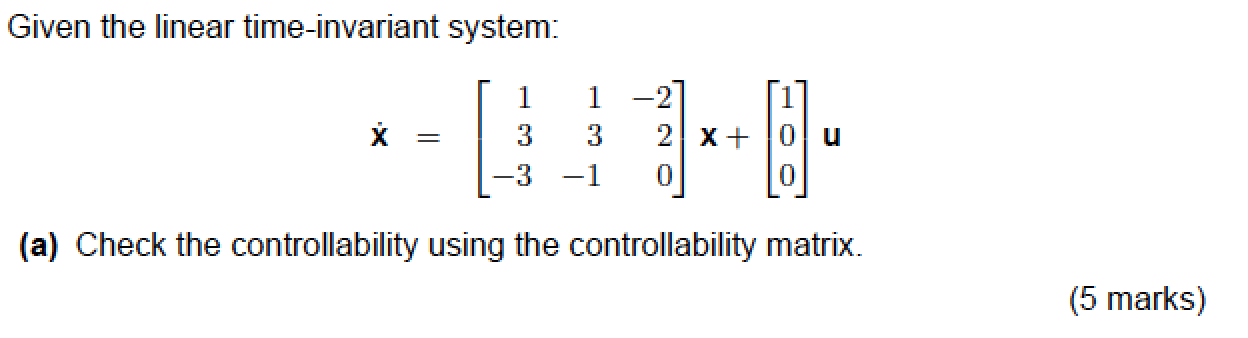 Given the linear time-invariant system:
ẋ = [1 1 −2; 3 3 2; −3 −1 0] x + [1; 0; 0] u
(a) Check the controllability using the controllability matrix.
(5 marks)